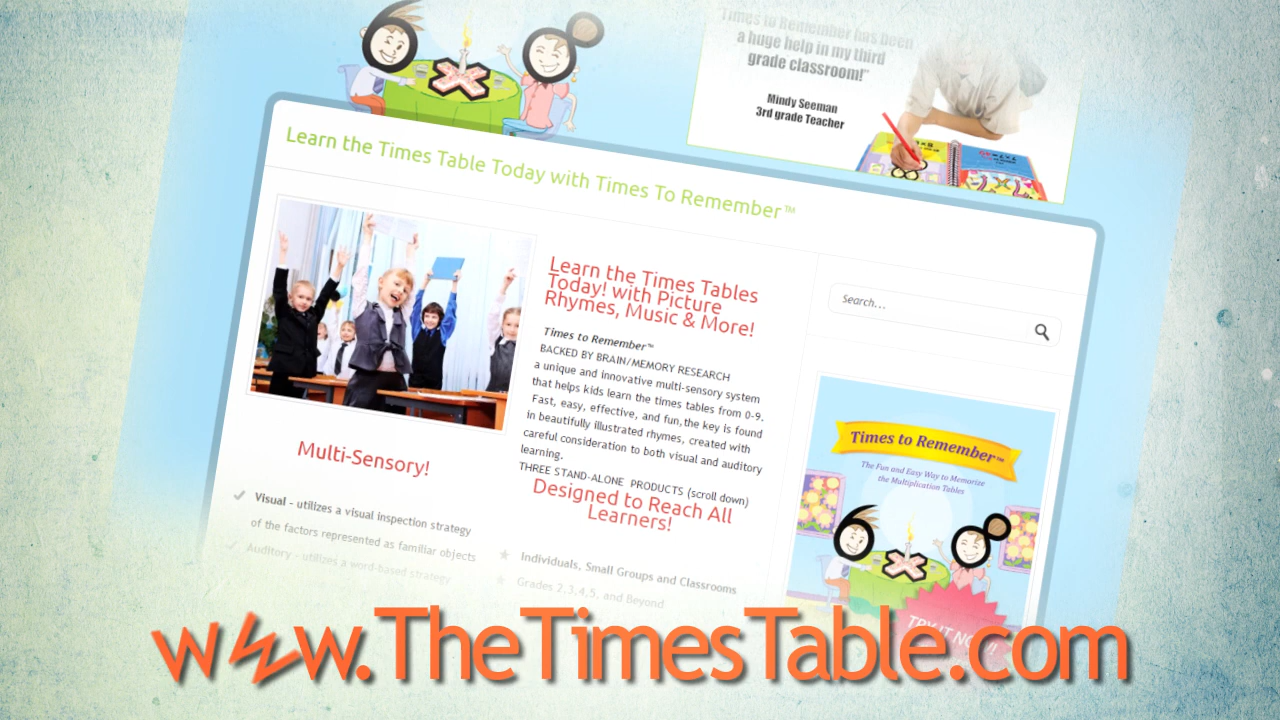 "Times to Remember has been
a huge help in my third
grade classroom!"
Mindy Seeman
3rd grade Teacher
Learn the Times Table Today with Times To Remember™
Learn the Times Tables
Today! with Picture
Rhymes, Music & More!
Times to Remember™
BACKED BY BRAIN/MEMORY RESEARCH
a unique and innovative multi-sensory system
that helps kids learn the times tables from 0-9.
Fast, easy, effective, and fun,the key is found
in beautifully illustrated rhymes, created with
careful consideration to both visual and auditory
learning.
THREE STAND-ALONE PRODUCTS (scroll down)
Designed to Reach All
Learners!
Individuals, Small Groups and Classrooms
Grades 2,3,4,5, and Beyond
Multi-Sensory!
Visual - utilizes a visual inspection strategy
of the factors represented as familiar objects
Auditory - utilizes a word-based strategy
Search...
Times to Remember™
The Fun and Easy Way to Memorize
the Multiplication Tables
TRY IT NOW!
www.TheTimesTable.com